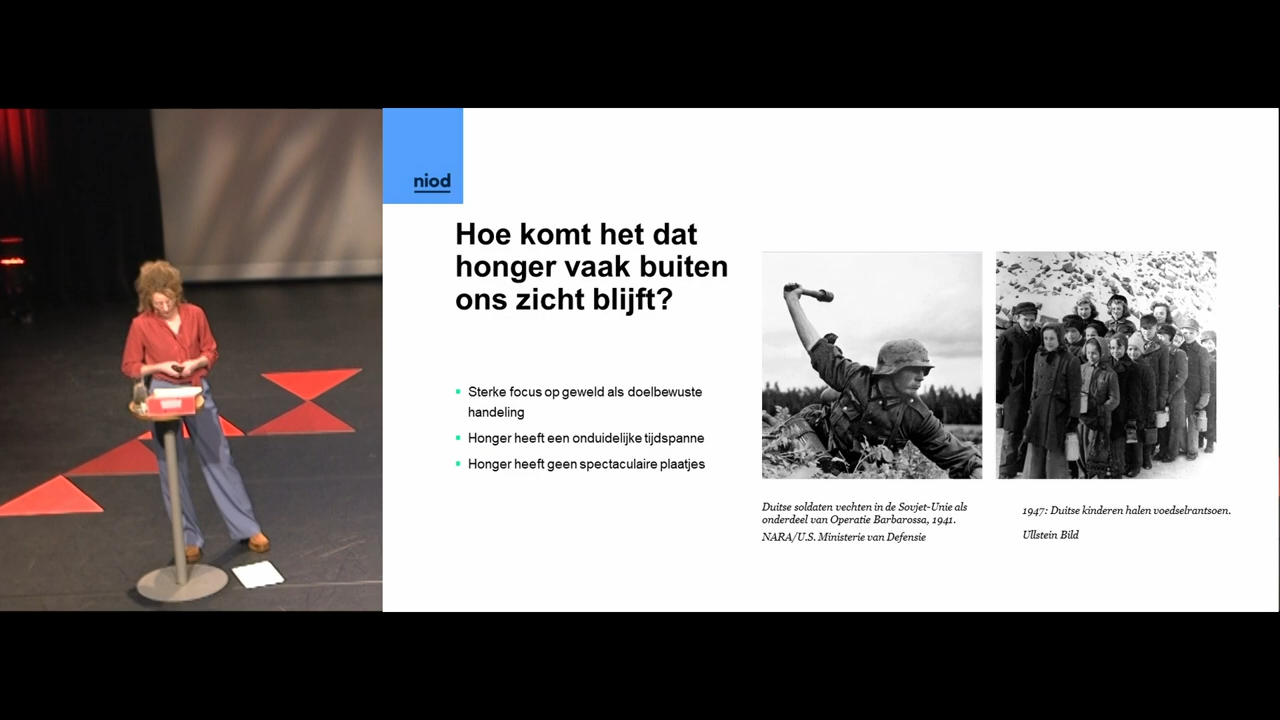 niod
Hoe komt het dat
honger vaak buiten
ons zicht blijft?
Sterke focus op geweld als doelbewuste
handeling
Honger heeft een onduidelijke tijdspanne
Honger heeft geen spectaculaire plaatjes
Duitse soldaten vechten in de Sovjet-Unie als
onderdeel van Operatie Barbarossa, 1941.
NARA/U.S. Ministerie van Defensie
1947: Duitse kinderen halen voedselrantsoen.
Ullstein Bild